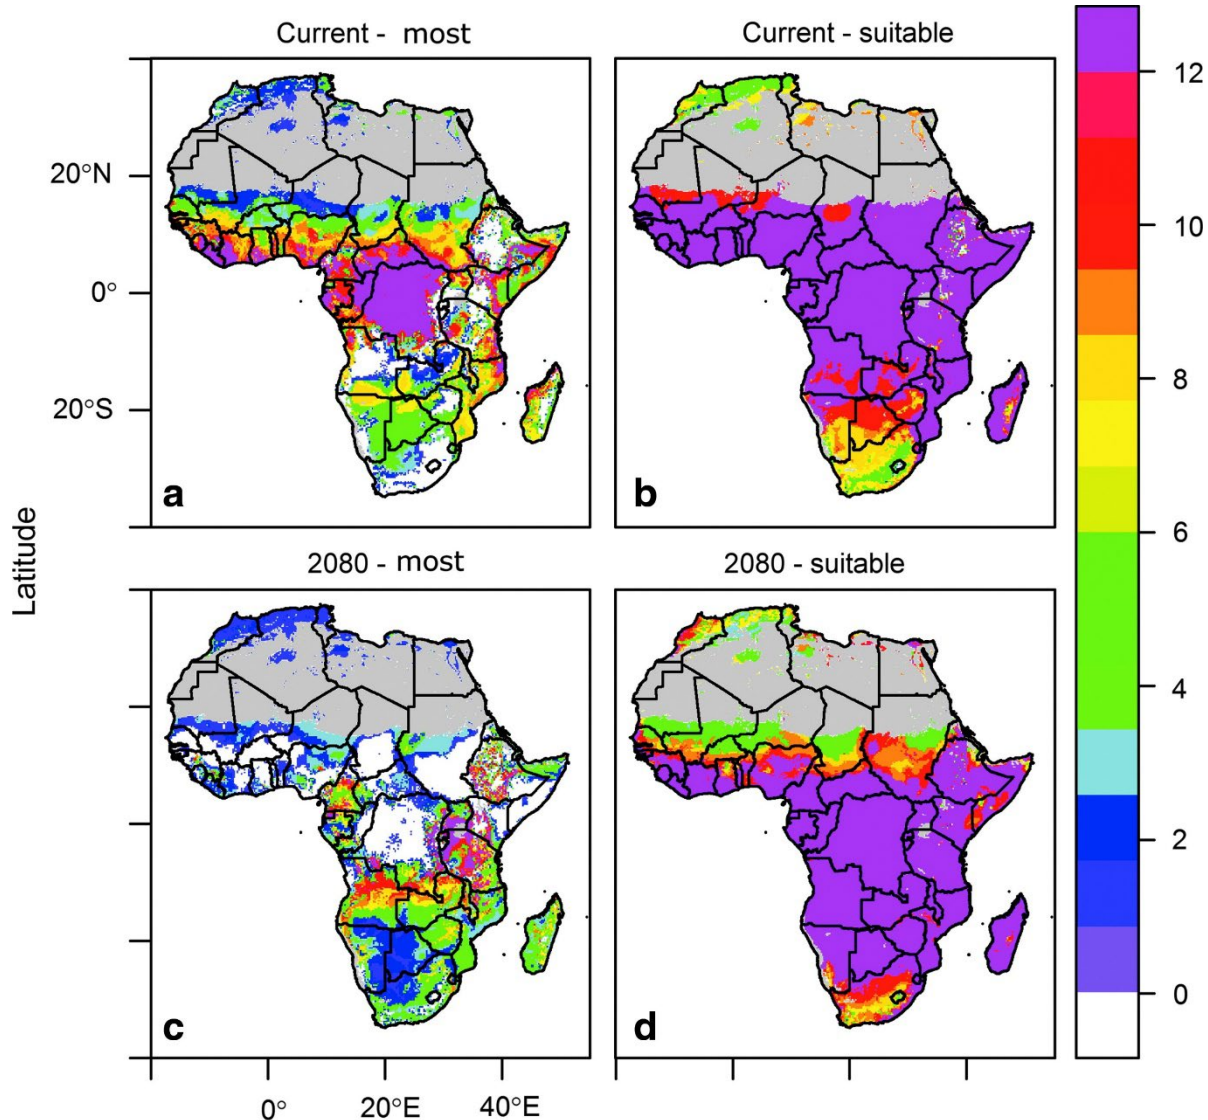 Current - most
Current - suitable
12
10
8
6
4
2
0
20°N
0°
20°S
a
b
Latitude
2080 - most
2080 - suitable
c
d
0°
20°E
40°E